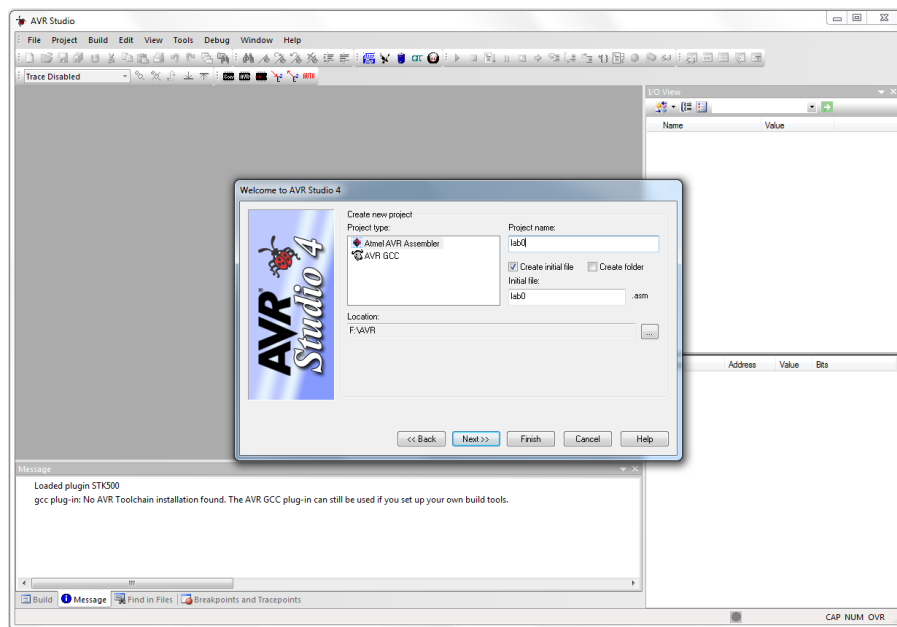 AVR Studio
File Project Build Edit View Tools Debug Window Help
Trace Disabled
AUTO
I/O View
Name Value
Welcome to AVR Studio 4
AVR Studio 4
Create new project
Project type:
Project name:
Atmel AVR Assembler
AVR GCC
lab0
Create initial file Create folder
Initial file:
lab0 .asm
Location:
F:\AVR
...
<< Back Next >> Finish Cancel Help
Address Value Bits
Message
Loaded plugin STK500
gcc plug-in: No AVR Toolchain installation found. The AVR GCC plug-in can still be used if you set up your own build tools.
Build Message Find in Files Breakpoints and Tracepoints
CAP NUM OVR